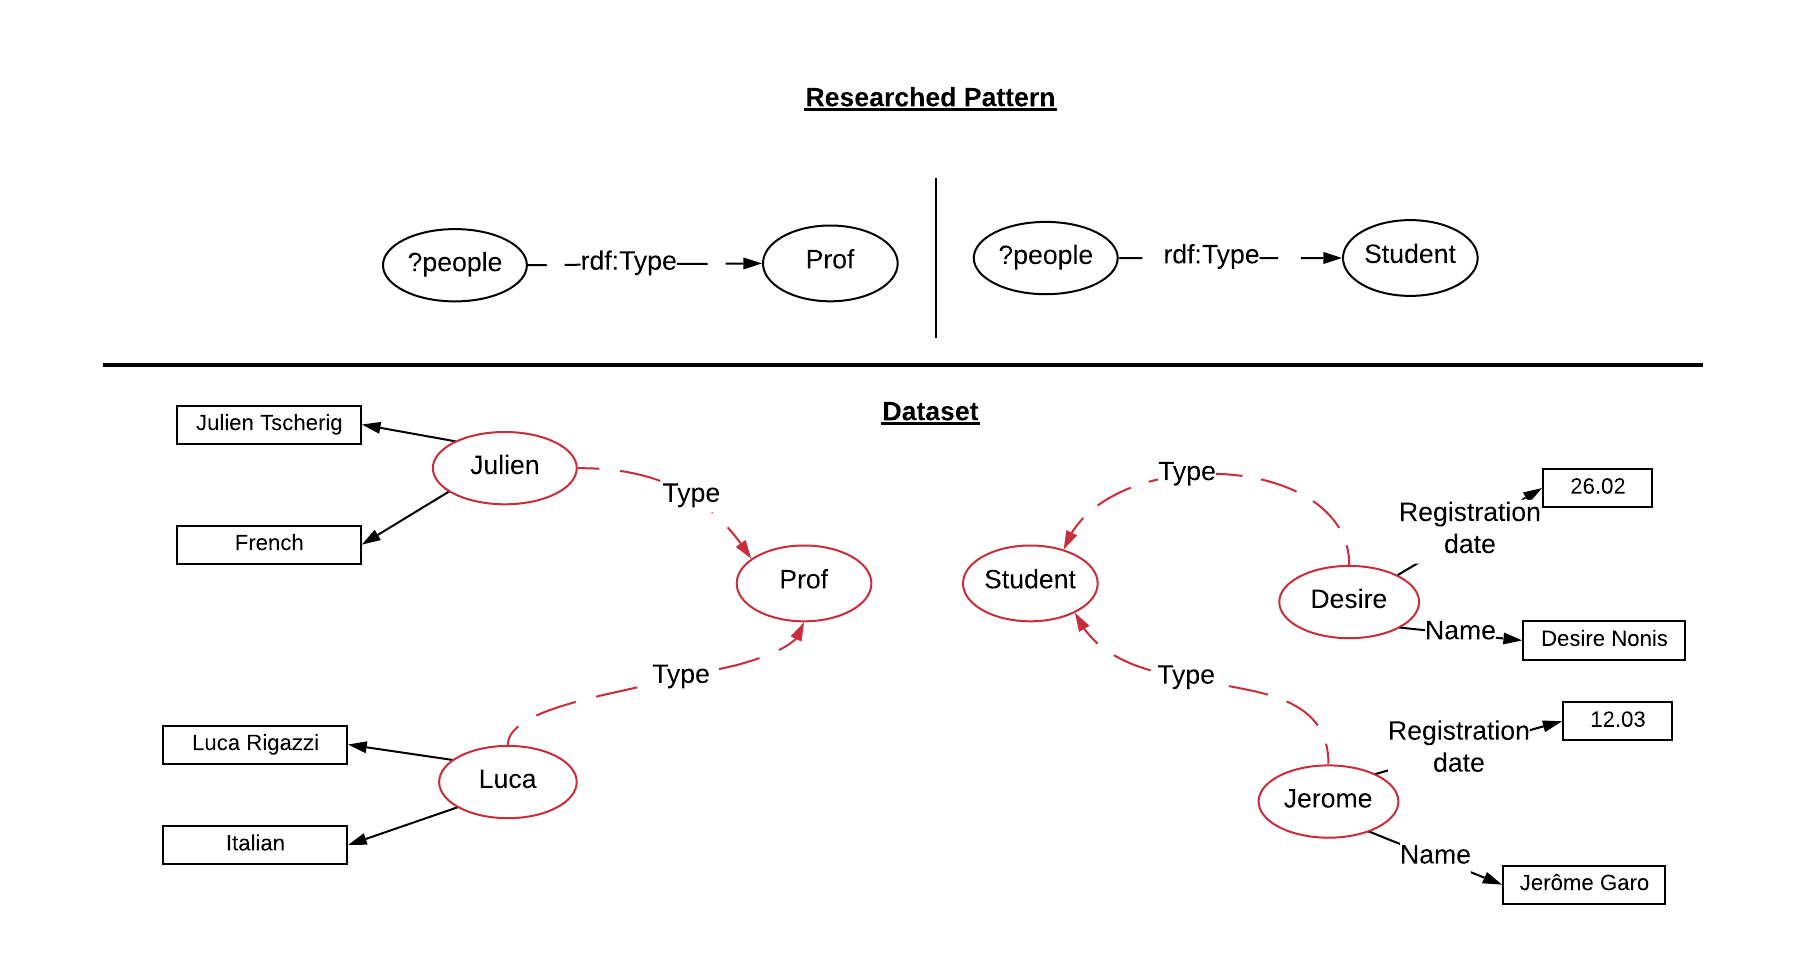 Researched Pattern
?people
rdf:Type
Prof
?people
rdf:Type
Student
Dataset
Julien Tscherig
Julien
French
Type
Prof
Type
Luca Rigazzi
Luca
Italian
Type
Student
Type
Desire
Registration
date
26.02
Name
Desire Nonis
Jerome
Registration
date
12.03
Name
Jerôme Garo